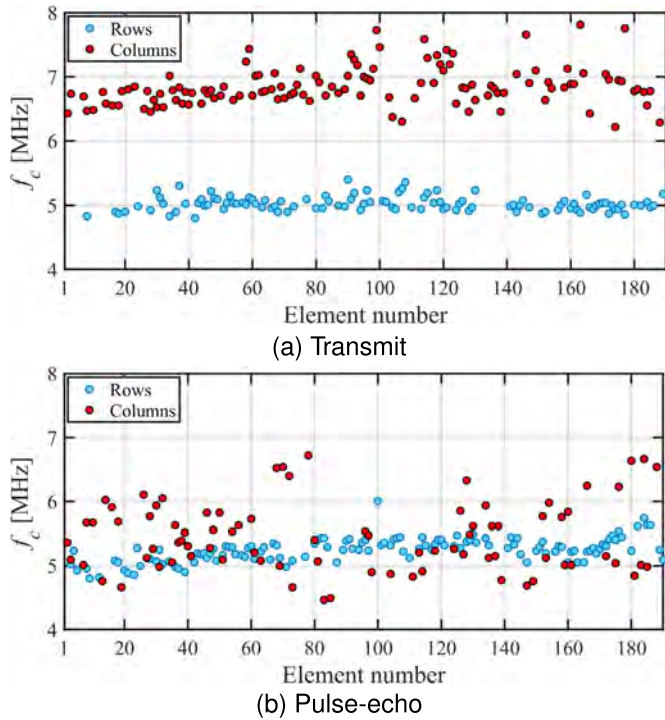 8
Rows
Columns
7
6
5
4
f_c [MHz]
1 20 40 60 80 100 120 140 160 180
Element number
(a) Transmit
8
Rows
Columns
7
6
5
4
f_c [MHz]
1 20 40 60 80 100 120 140 160 180
Element number
(b) Pulse-echo